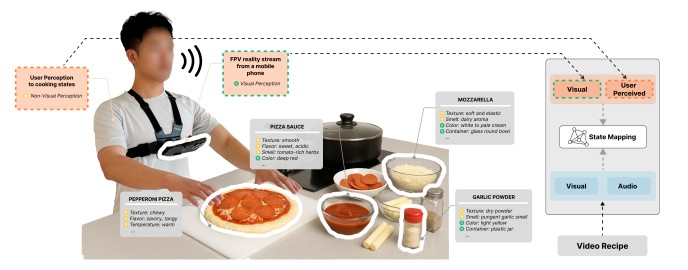 User Perception
to cooking states
Non-Visual Perception
FPV reality stream
from a mobile
phone
Visual Perception
PIZZA SAUCE
Texture: smooth
Flavor: sweet, acidic
Smell: tomato-rich herbs
Color: deep red
...
MOZZARELLA
Texture: soft and elastic
Smell: dairy aroma
Color: white to pale cream
Container: glass round bowl
...
PEPPERONI PIZZA
Texture: chewy
Flavor: savory, tangy
Temperature: warm
...
GARLIC POWDER
Texture: dry powder
Smell: pungent garlic smell
Color: light yellow
Container: plastic jar
...
Visual
User
Perceived
State Mapping
Visual
Audio
Video Recipe